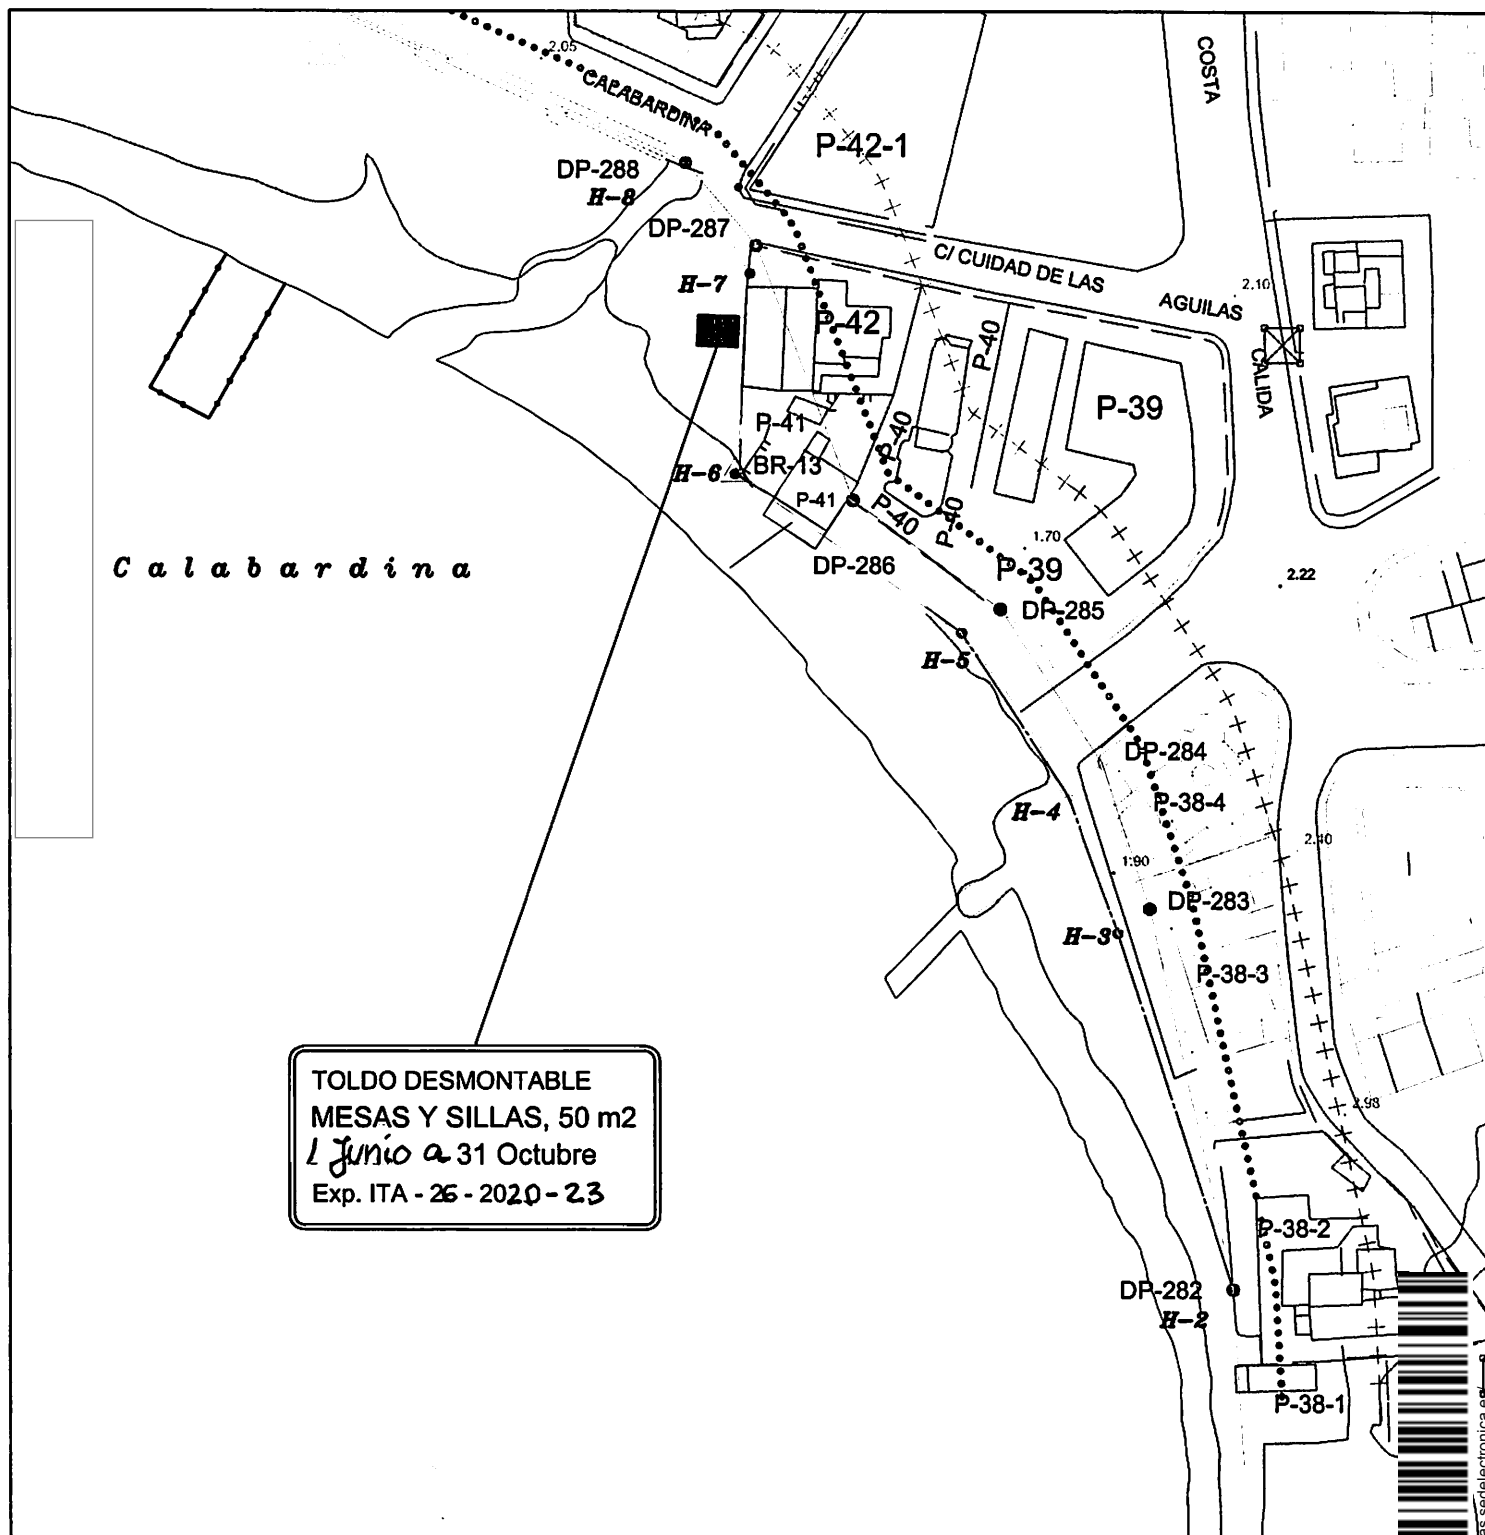 2.05
CALABARDINA
COSTA
P-42-1
DP-288
H-8
DP-287
C/ CUIDAD DE LAS
AGUILAS
2.10
H-7
P-42
P-40
CALIDA
P-39
P-41
P-40
H-6
BR-13
P-41
P-40
P-40
1.70
Calabardina
DP-286
P-39
2.22
DP-285
H-5
DP-284
P-38-4
H-4
2.40
1.90
DP-283
H-3
P-38-3
TOLDO DESMONTABLE
MESAS Y SILLAS, 50 m2
1 Junio a 31 Octubre
Exp. ITA - 26 - 2020-23
2.98
P-38-2
DP-282
H-2
P-38-1
as.sedelectronica.es/